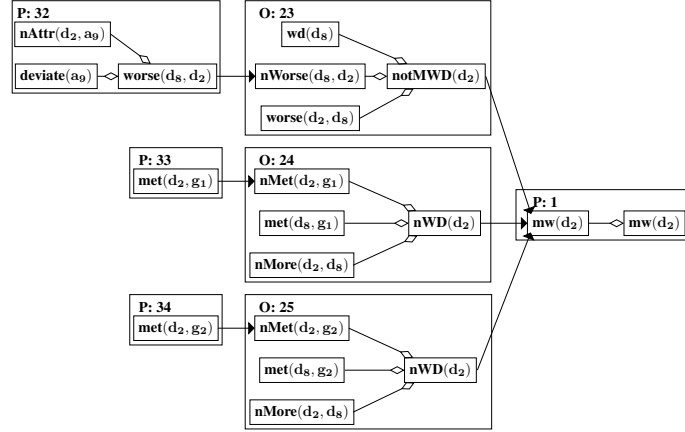 P: 32
nAttr(d₂, a₉)
deviate(a₉)
worse(d₈, d₂)
O: 23
wd(d₈)
nWorse(d₈, d₂)
notMWD(d₂)
worse(d₂, d₈)
P: 33
met(d₂, g₁)
O: 24
nMet(d₂, g₁)
met(d₈, g₁)
nWD(d₂)
nMore(d₂, d₈)
P: 1
mw(d₂)
mw(d₂)
P: 34
met(d₂, g₂)
O: 25
nMet(d₂, g₂)
met(d₈, g₂)
nWD(d₂)
nMore(d₂, d₈)